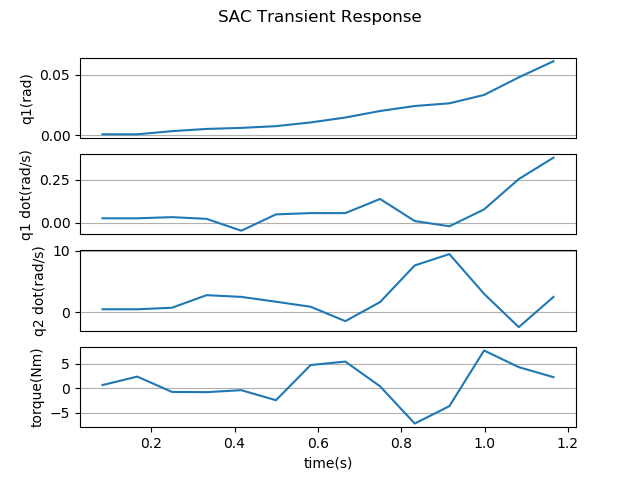 SAC Transient Response
q1(rad)
0.05
0.00
q1 dot(rad/s)
0.25
0.00
q2 dot(rad/s)
10
0
torque(Nm)
5
0
−5
0.2 0.4 0.6 0.8 1.0 1.2
time(s)